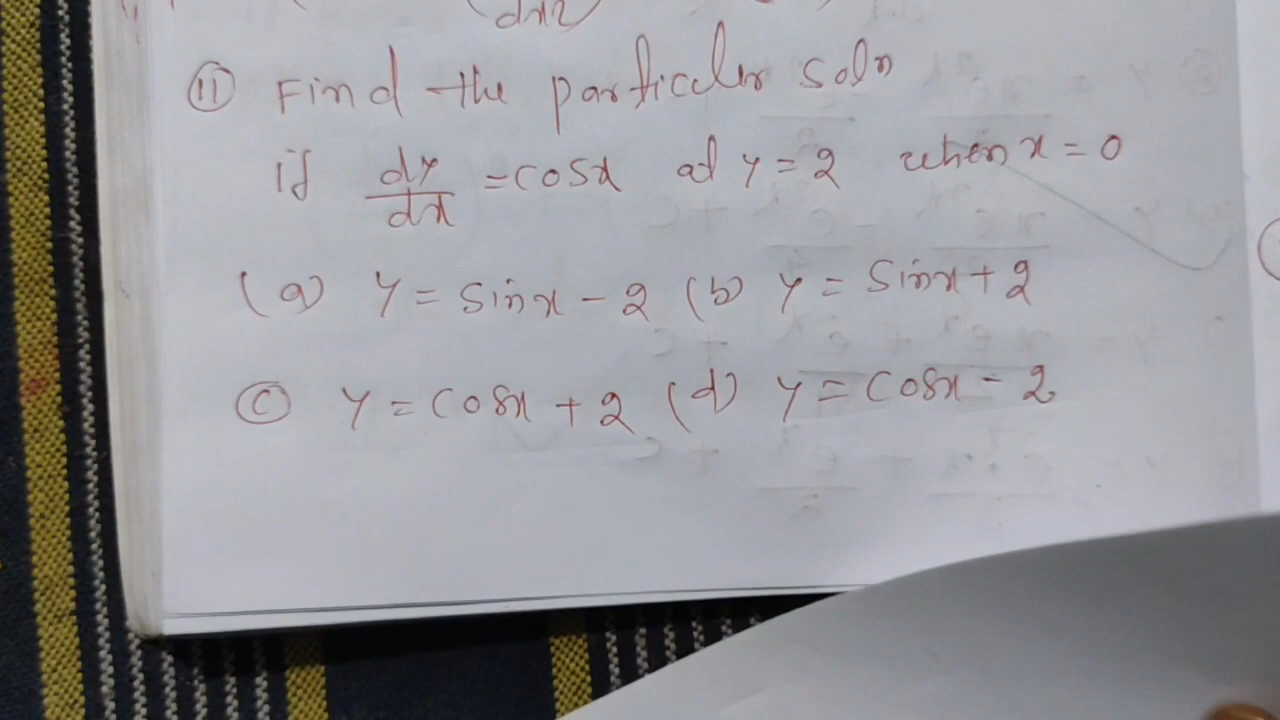 dx2
(11) Find the particular soln
if dy/dx = cosx at y = 2 when x = 0
(a) y = sinx - 2 (b) y = sinx + 2
(c) y = cosx + 2 (d) y = cosx - 2